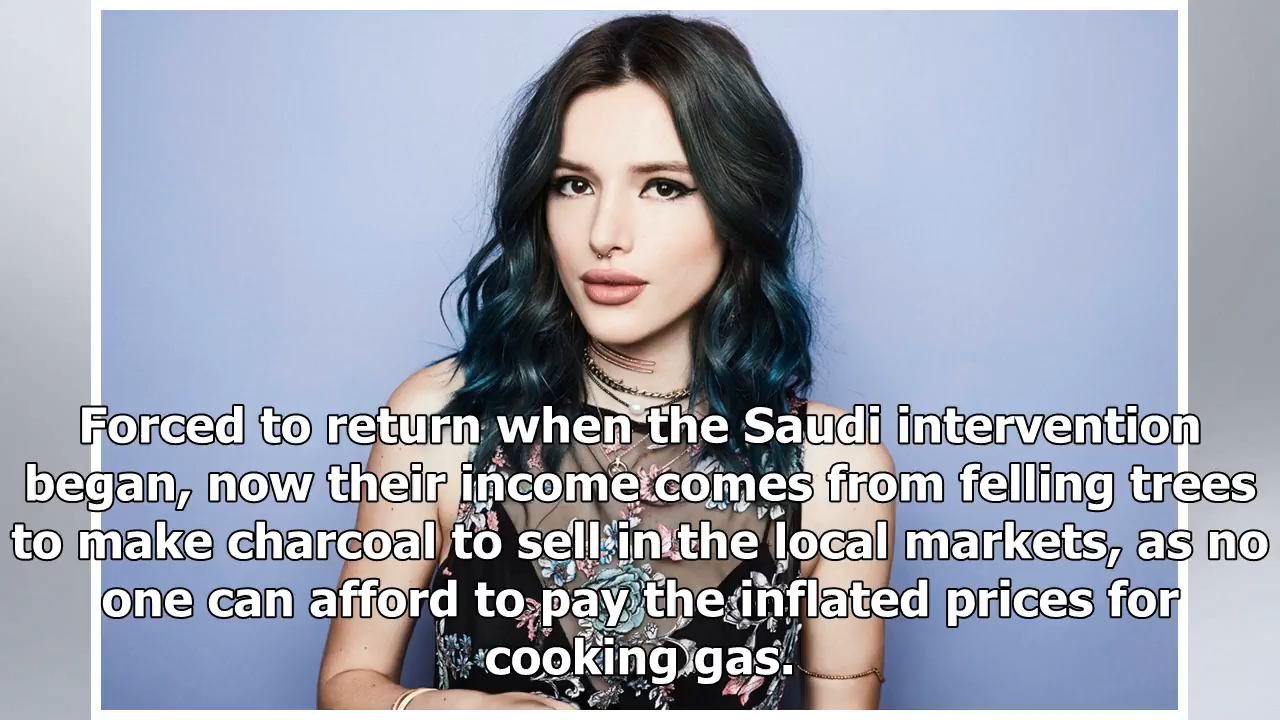 Forced to return when the Saudi intervention
began, now their income comes from felling trees
to make charcoal to sell in the local markets, as no
one can afford to pay the inflated prices for
cooking gas.